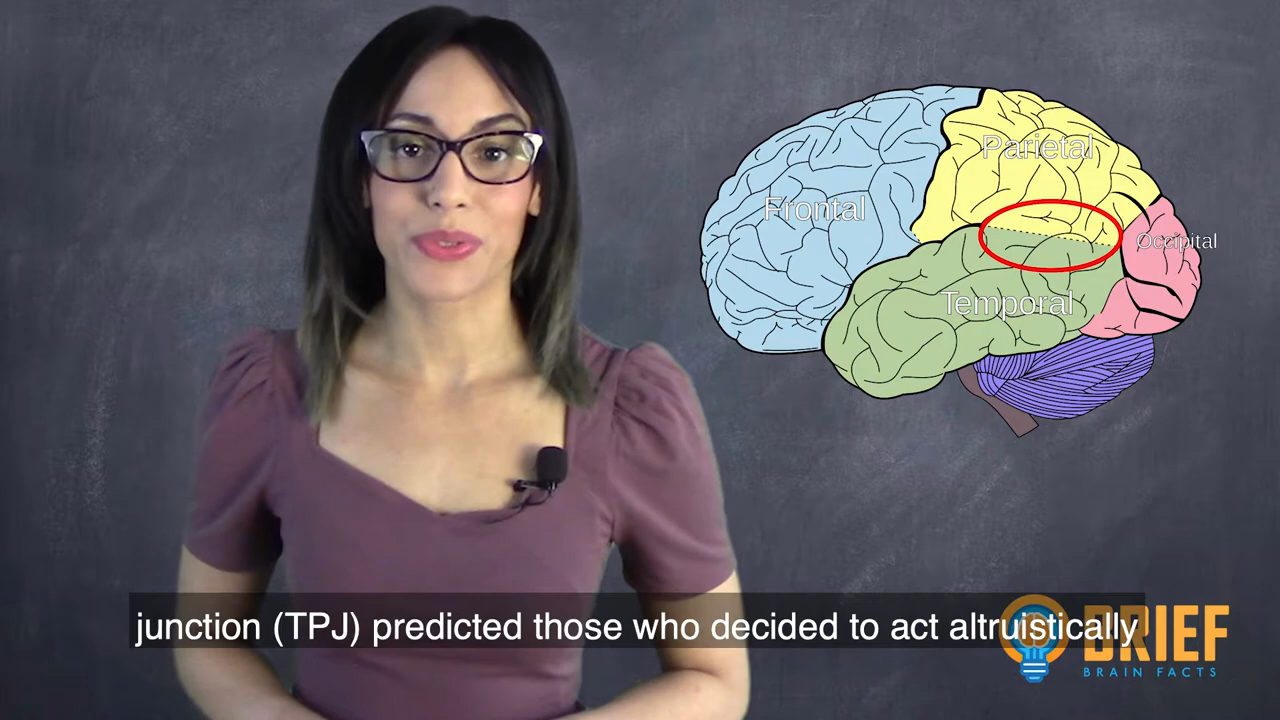 Parietal
Frontal
Occipital
Temporal
junction (TPJ) predicted those who decided to act altruistically
BRIEF
BRAIN FACTS